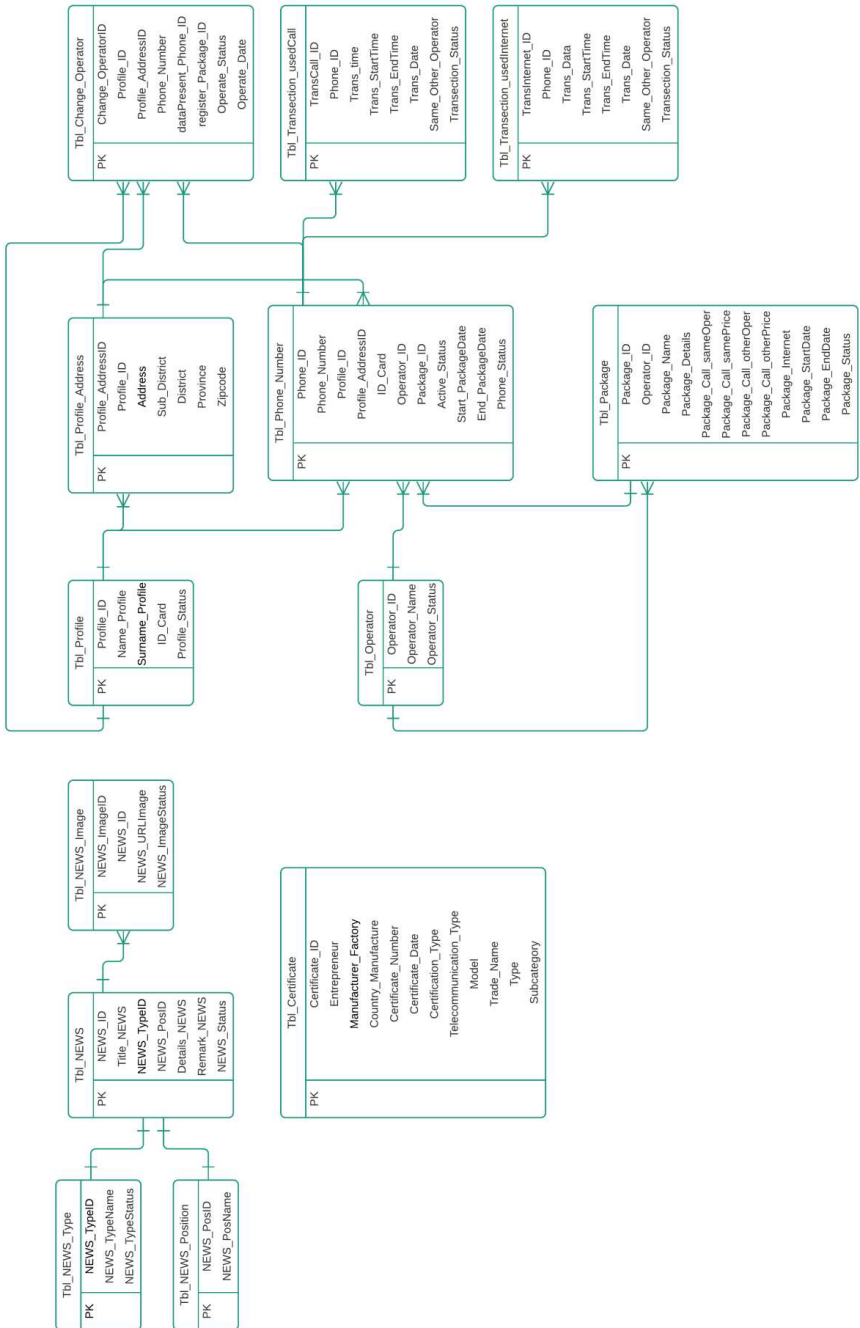 Tbl_NEWS_Type
PK
NEWS_TypeID
NEWS_TypeName
NEWS_TypeStatus
Tbl_NEWS
PK
NEWS_ID
Title_NEWS
NEWS_TypeID
NEWS_PosID
Details_NEWS
Remark_NEWS
NEWS_Status
Tbl_NEWS_Image
PK
NEWS_ImageID
NEWS_ID
NEWS_URLImage
NEWS_ImageStatus
Tbl_Profile
PK
Profile_ID
Name_Profile
Surname_Profile
ID_Card
Profile_Status
Tbl_Profile_Address
PK
Profile_AddressID
Profile_ID
Address
Sub_District
District
Province
Zipcode
Tbl_Change_Operator
PK
Change_OperatorID
Profile_ID
Profile_AddressID
Phone_Number
dataPresent_Phone_ID
register_Package_ID
Operate_Status
Operate_Date
Tbl_NEWS_Position
PK
NEWS_PosID
NEWS_PosName
Tbl_Certificate
PK
Certificate_ID
Entrepreneur
Manufacturer_Factory
Country_Manufacture
Certificate_Number
Certificate_Date
Certification_Type
Telecommunication_Type
Model
Trade_Name
Type
Subcategory
Tbl_Operator
PK
Operator_ID
Operator_Name
Operator_Status
Tbl_Phone_Number
PK
Phone_ID
Phone_Number
Profile_ID
Profile_AddressID
ID_Card
Operator_ID
Package_ID
Active_Status
Start_PackageDate
End_PackageDate
Phone_Status
Tbl_Transection_usedCall
PK
TransCall_ID
Phone_ID
Trans_time
Trans_StartTime
Trans_EndTime
Trans_Date
Same_Other_Operator
Transection_Status
Tbl_Transection_usedInternet
PK
TransInternet_ID
Phone_ID
Trans_Data
Trans_StartTime
Trans_EndTime
Trans_Date
Same_Other_Operator
Transection_Status
Tbl_Package
PK
Package_ID
Operator_ID
Package_Name
Package_Details
Package_Call_sameOper
Package_Call_samePrice
Package_Call_otherOper
Package_Call_otherPrice
Package_Internet
Package_StartDate
Package_EndDate
Package_Status